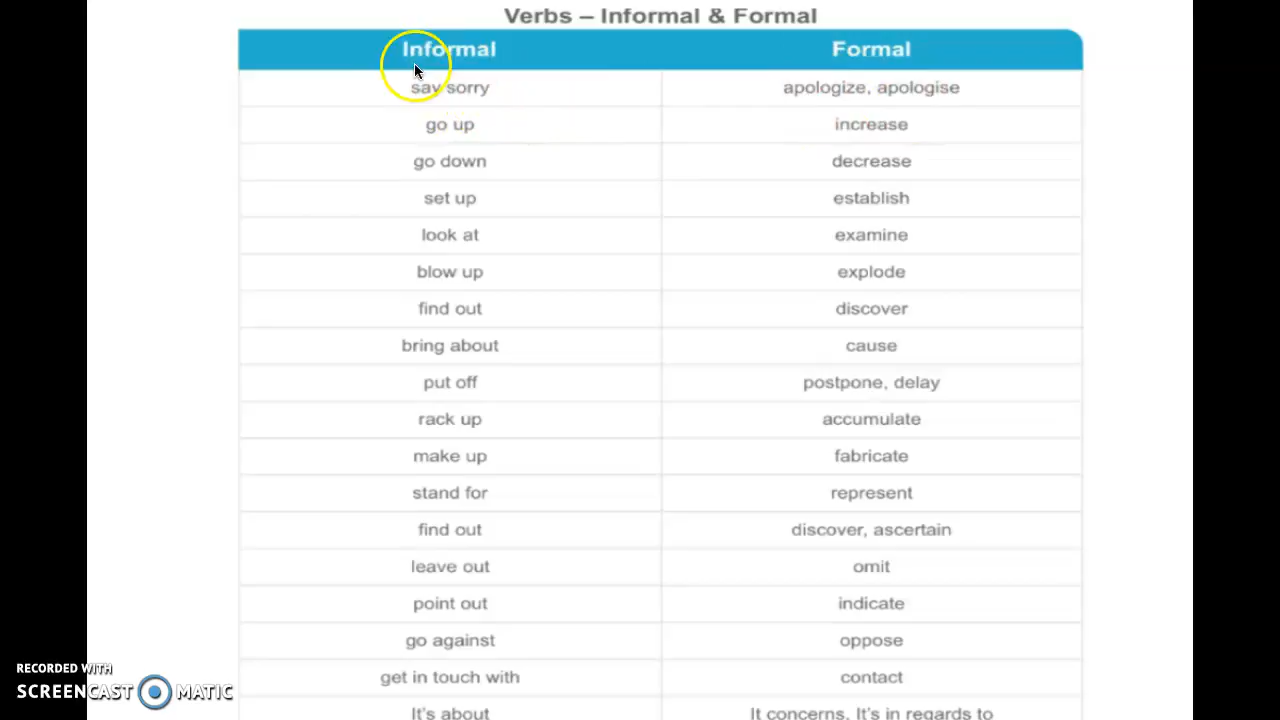 Verbs – Informal & Formal
Informal Formal
say sorry apologize, apologise
go up increase
go down decrease
set up establish
look at examine
blow up explode
find out discover
bring about cause
put off postpone, delay
rack up accumulate
make up fabricate
stand for represent
find out discover, ascertain
leave out omit
point out indicate
go against oppose
get in touch with contact
It's about It concerns, It's in regards to
RECORDED WITH
SCREENCAST MATIC